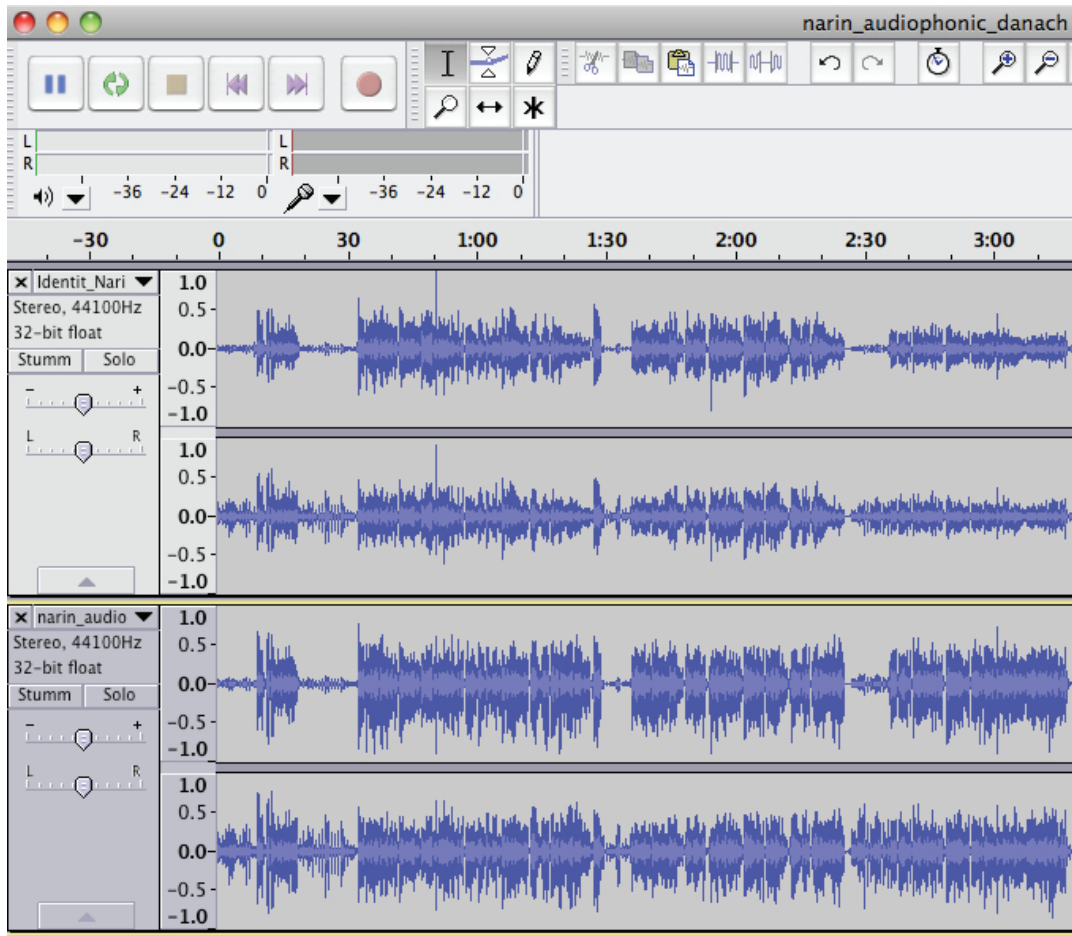 narin_audiophonic_danach
L L
R R
-36 -24 -12 0 -36 -24 -12 0
-30 0 30 1:00 1:30 2:00 2:30 3:00
Identit_Nari
Stereo, 44100Hz
32-bit float
Stumm Solo
- +
L R
1.0
0.5
0.0
-0.5
-1.0
1.0
0.5
0.0
-0.5
-1.0
narin_audio
Stereo, 44100Hz
32-bit float
Stumm Solo
- +
L R
1.0
0.5
0.0
-0.5
-1.0
1.0
0.5
0.0
-0.5
-1.0